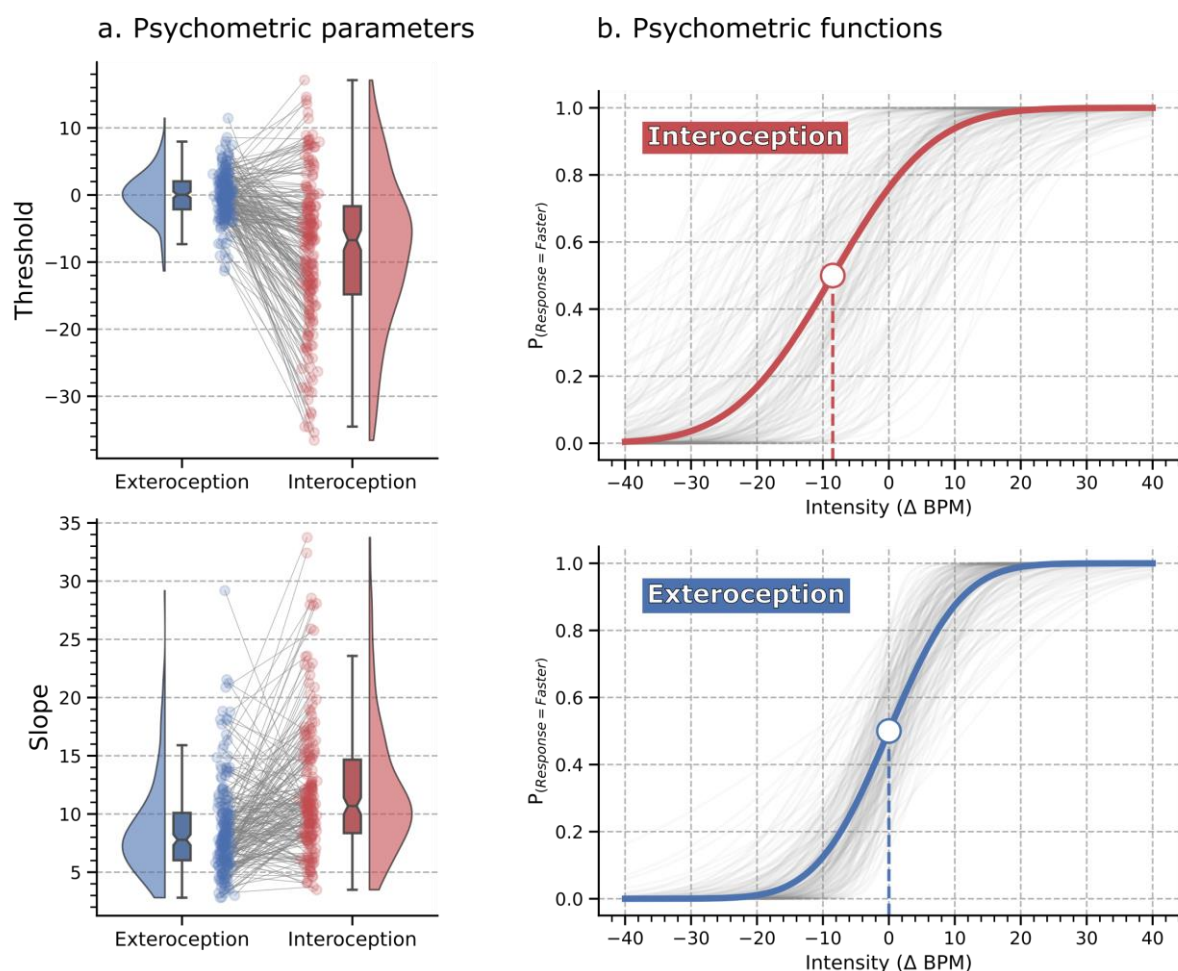 a. Psychometric parameters
Threshold
10
0
−10
−20
−30
Exteroception Interoception
Slope
35
30
25
20
15
10
5
Exteroception Interoception
b. Psychometric functions
Interoception
P(Response = Faster)
1.0
0.8
0.6
0.4
0.2
0.0
−40 −30 −20 −10 0 10 20 30 40
Intensity (Δ BPM)
Exteroception
P(Response = Faster)
1.0
0.8
0.6
0.4
0.2
0.0
−40 −30 −20 −10 0 10 20 30 40
Intensity (Δ BPM)